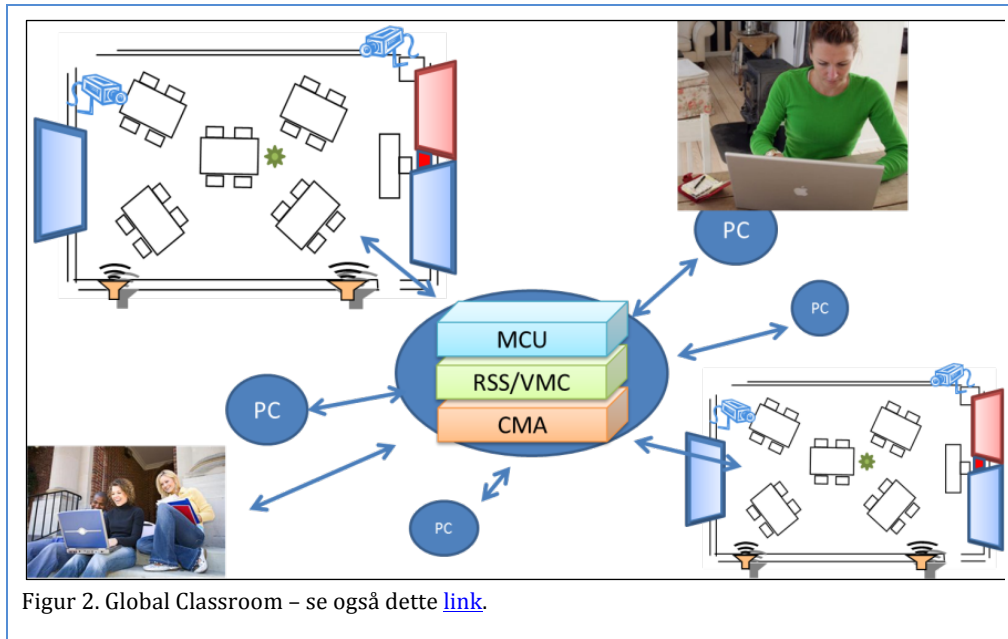 PC
PC
MCU
RSS/VMC
CMA
PC
PC
Figur 2. Global Classroom – se også dette link.